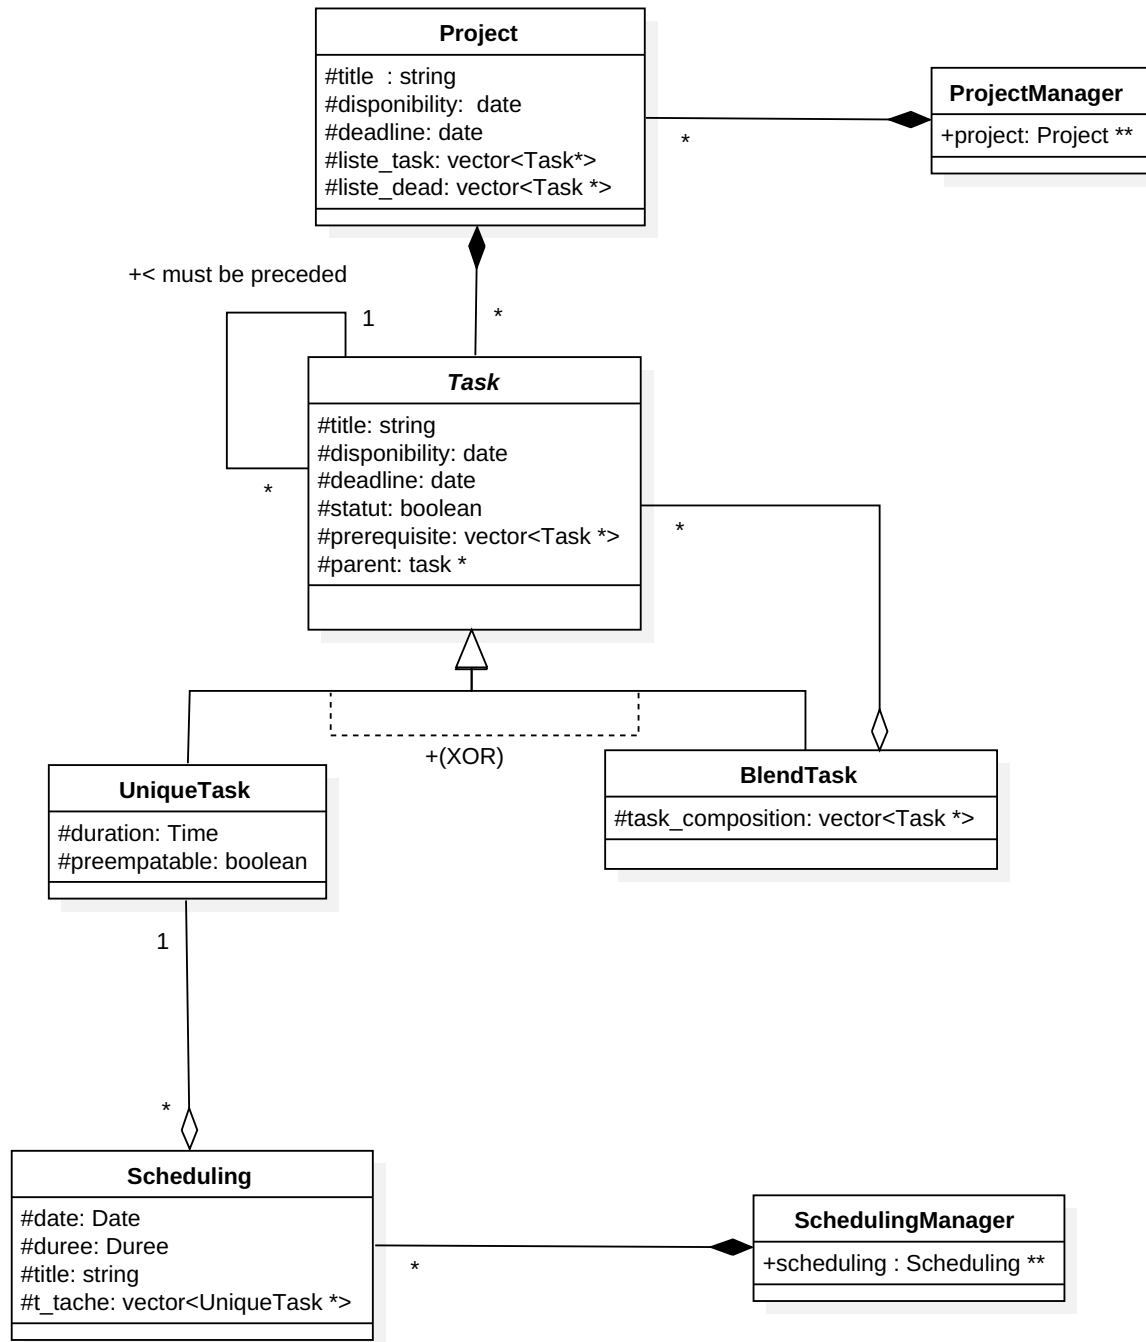 Project
#title  : string
#disponibility:  date
#deadline: date
#liste_task: vector<Task*>
#liste_dead: vector<Task *>
ProjectManager
+project: Project **
*
+< must be preceded
1
*
Task
#title: string
#disponibility: date
#deadline: date
#statut: boolean
#prerequisite: vector<Task *>
#parent: task *
*
*
+(XOR)
UniqueTask
#duration: Time
#preempatable: boolean
BlendTask
#task_composition: vector<Task *>
1
*
Scheduling
#date: Date
#duree: Duree
#title: string
#t_tache: vector<UniqueTask *>
*
SchedulingManager
+scheduling : Scheduling **